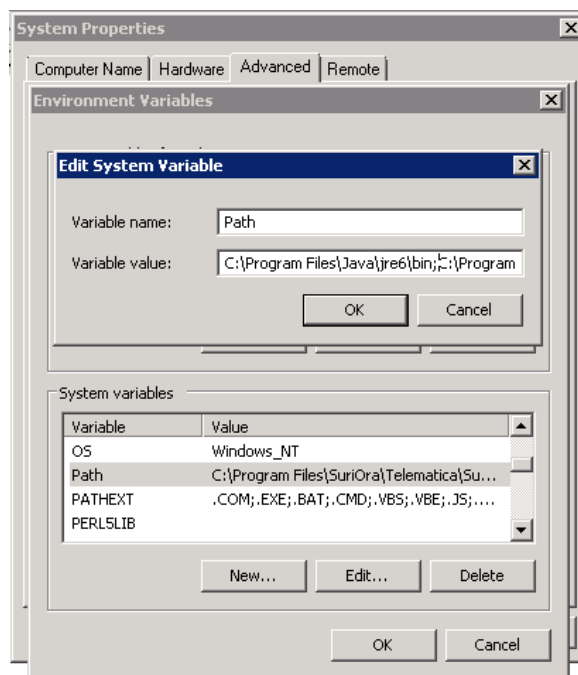 System Properties
Computer Name Hardware Advanced Remote
Environment Variables
Edit System Variable
Variable name: Path
Variable value: C:\Program Files\Java\jre6\bin;C:\Program
OK Cancel
System variables
Variable Value
OS Windows_NT
Path C:\Program Files\SuriOra\Telematica\Su...
PATHEXT .COM;.EXE;.BAT;.CMD;.VBS;.VBE;.JS;....
PERL5LIB
New... Edit... Delete
OK Cancel